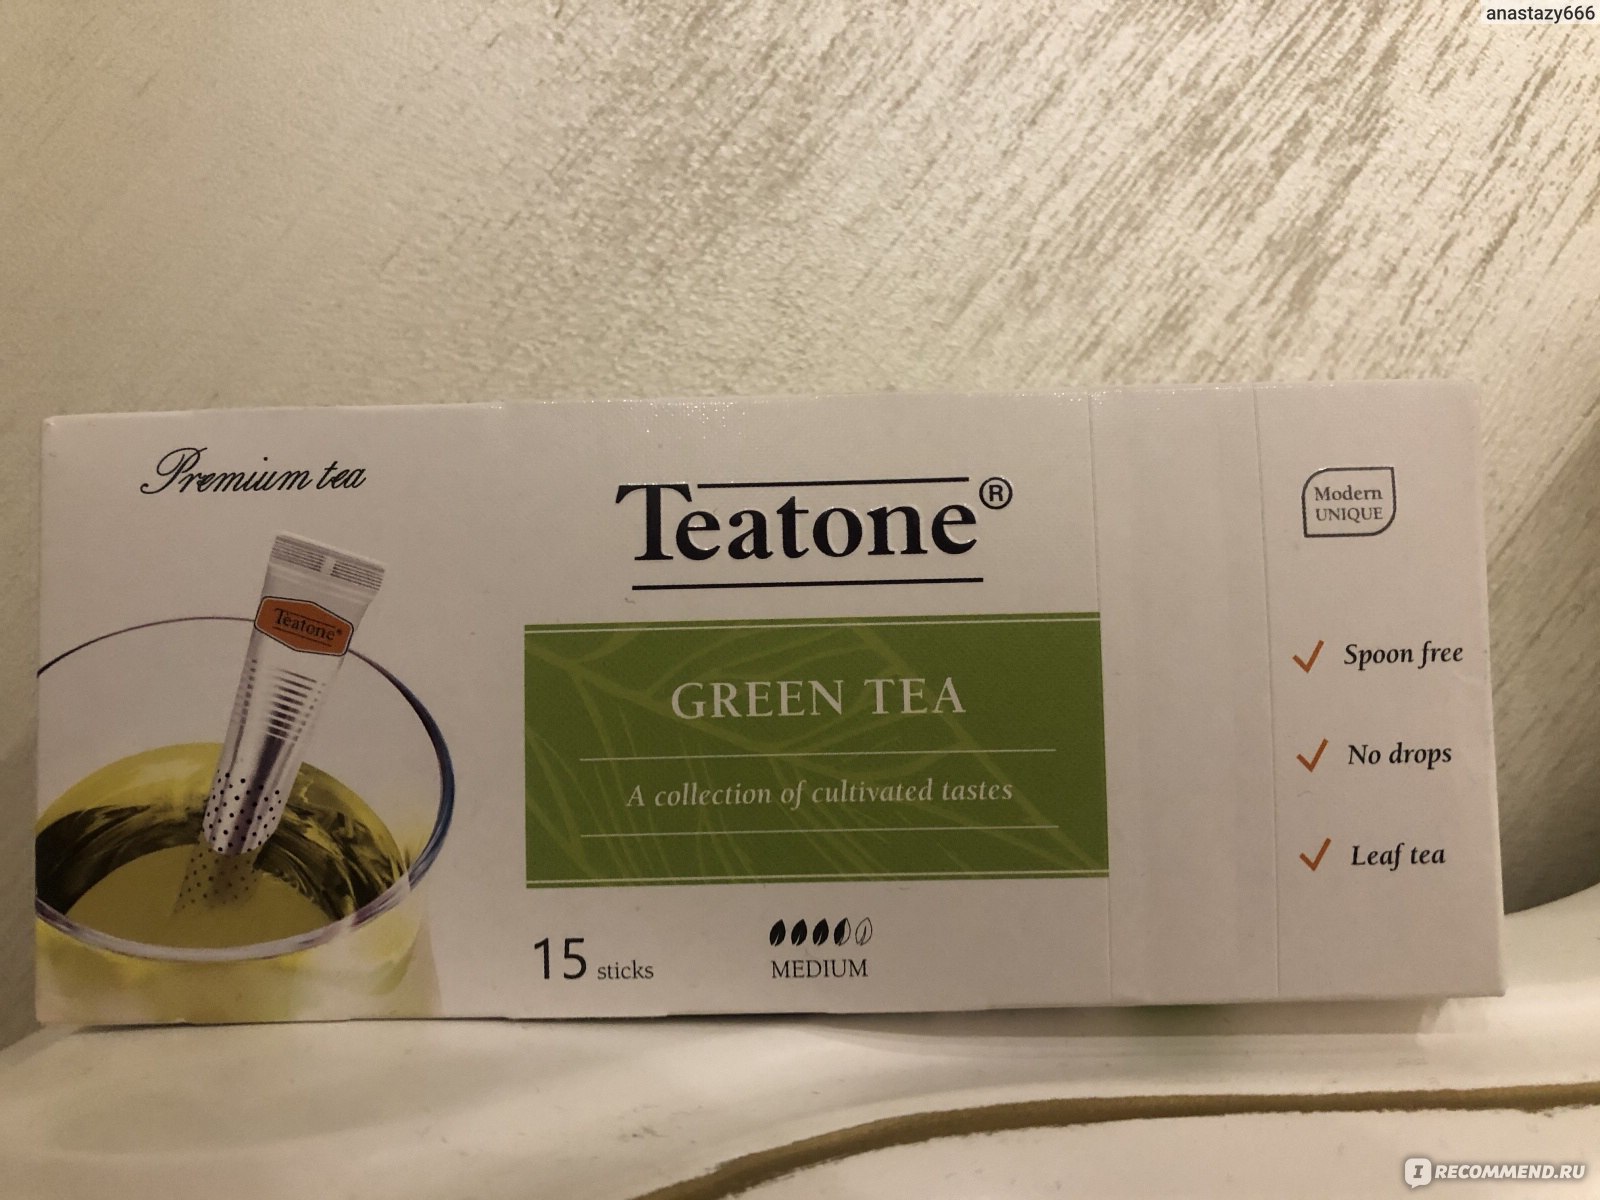 anastazy666
Premium tea
Teatone®
Modern
UNIQUE
Teatone®
GREEN TEA
A collection of cultivated tastes
Spoon free
No drops
Leaf tea
15 sticks
MEDIUM
IRECOMMEND.RU